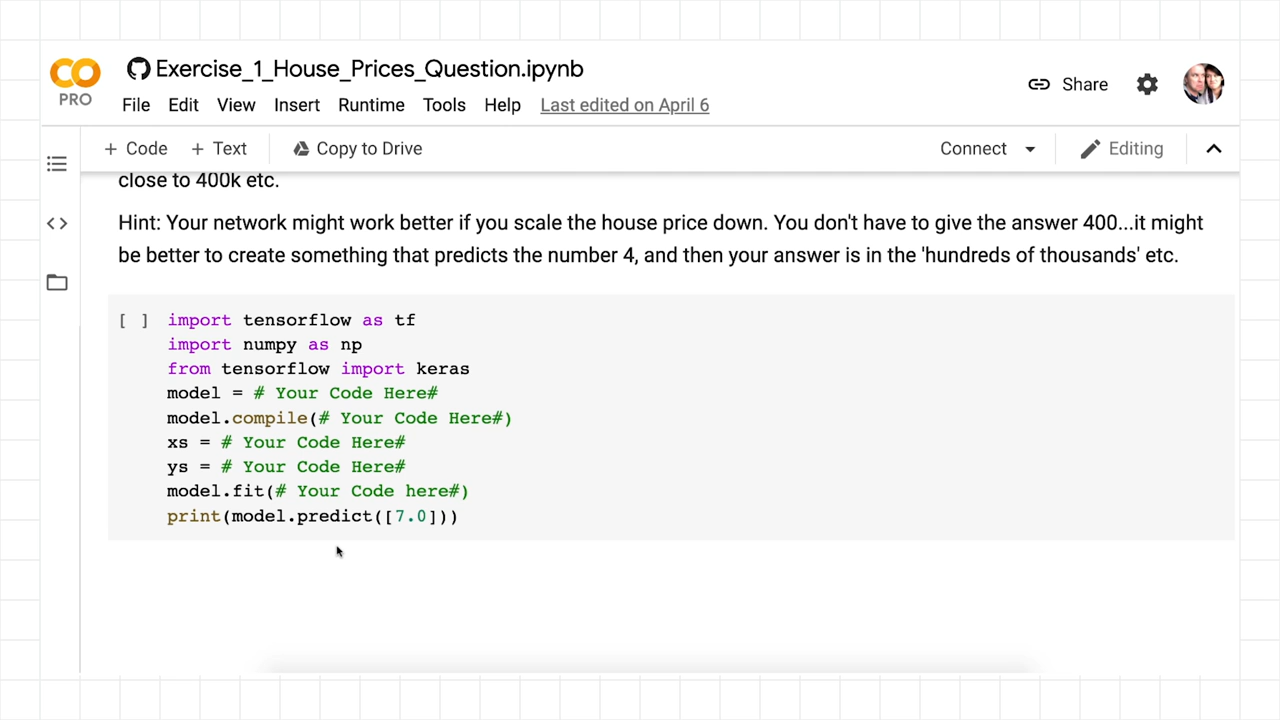 Exercise_1_House_Prices_Question.ipynb
PRO
File Edit View Insert Runtime Tools Help Last edited on April 6
Share
+ Code + Text Copy to Drive Connect Editing
close to 400k etc.
Hint: Your network might work better if you scale the house price down. You don't have to give the answer 400...it might
be better to create something that predicts the number 4, and then your answer is in the 'hundreds of thousands' etc.
[ ] import tensorflow as tf
import numpy as np
from tensorflow import keras
model = # Your Code Here#
model.compile(# Your Code Here#)
xs = # Your Code Here#
ys = # Your Code Here#
model.fit(# Your Code here#)
print(model.predict([7.0]))